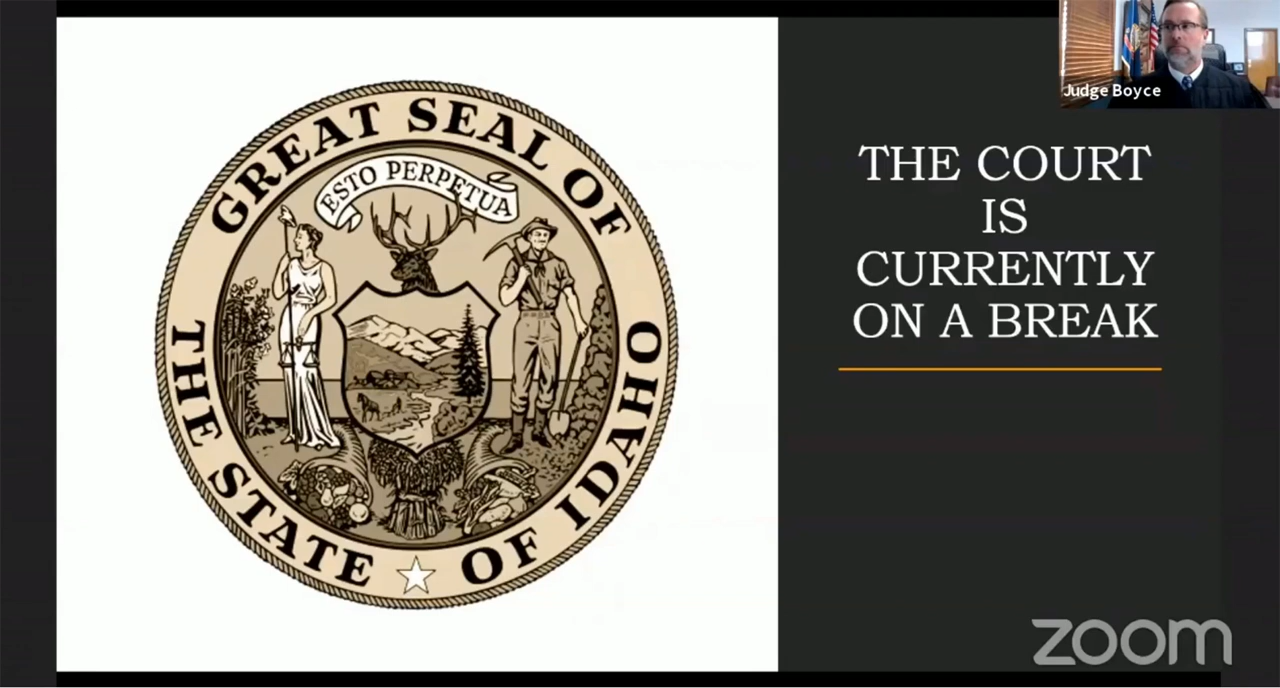 GREAT SEAL OF
THE STATE OF IDAHO
ESTO PERPETUA
Judge Boyce
THE COURT
IS
CURRENTLY
ON A BREAK
zoom